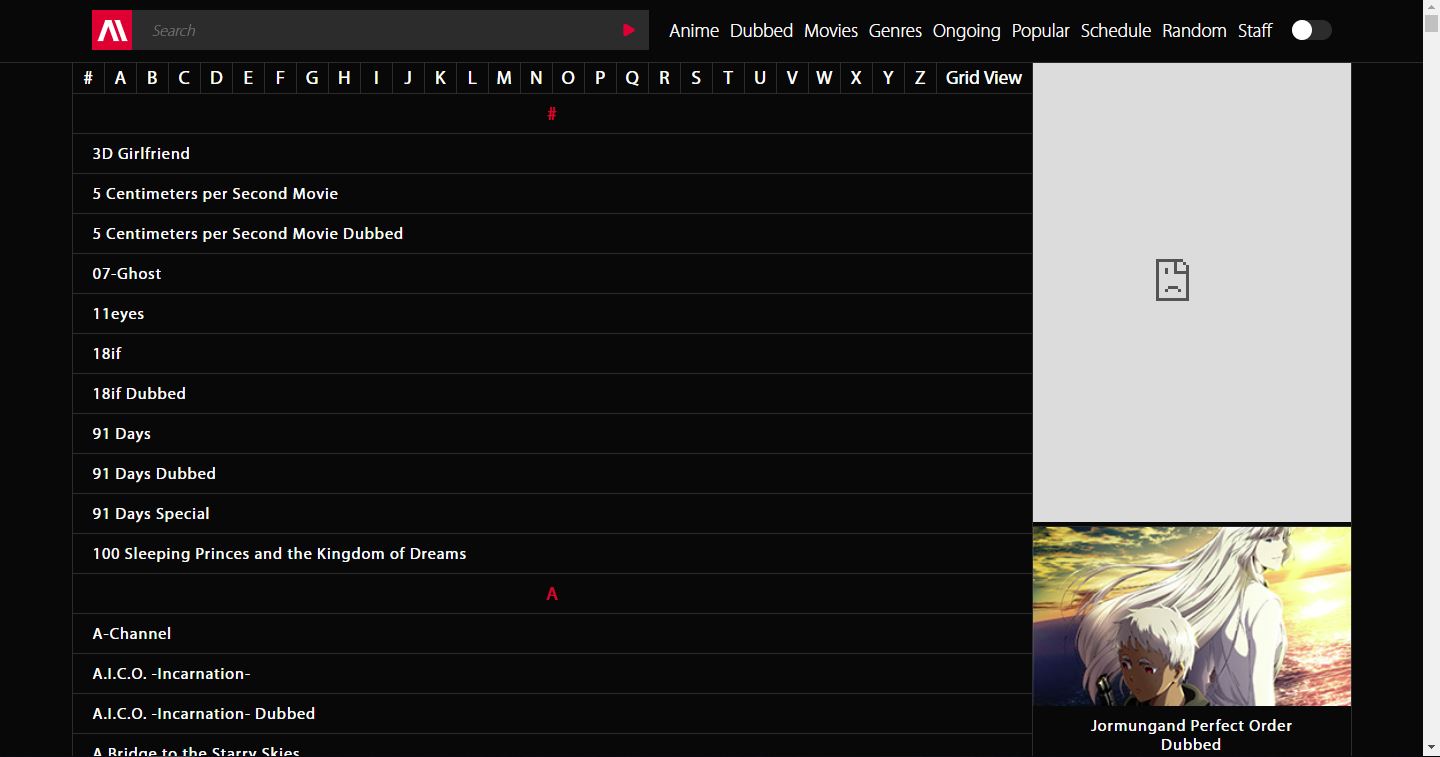 Search
Anime Dubbed Movies Genres Ongoing Popular Schedule Random Staff
# A B C D E F G H I J K L M N O P Q R S T U V W X Y Z Grid View
#
3D Girlfriend
5 Centimeters per Second Movie
5 Centimeters per Second Movie Dubbed
07-Ghost
11eyes
18if
18if Dubbed
91 Days
91 Days Dubbed
91 Days Special
100 Sleeping Princes and the Kingdom of Dreams
A
A-Channel
A.I.C.O. -Incarnation-
A.I.C.O. -Incarnation- Dubbed
A Bridge to the Starry Skies
Jormungand Perfect Order
Dubbed